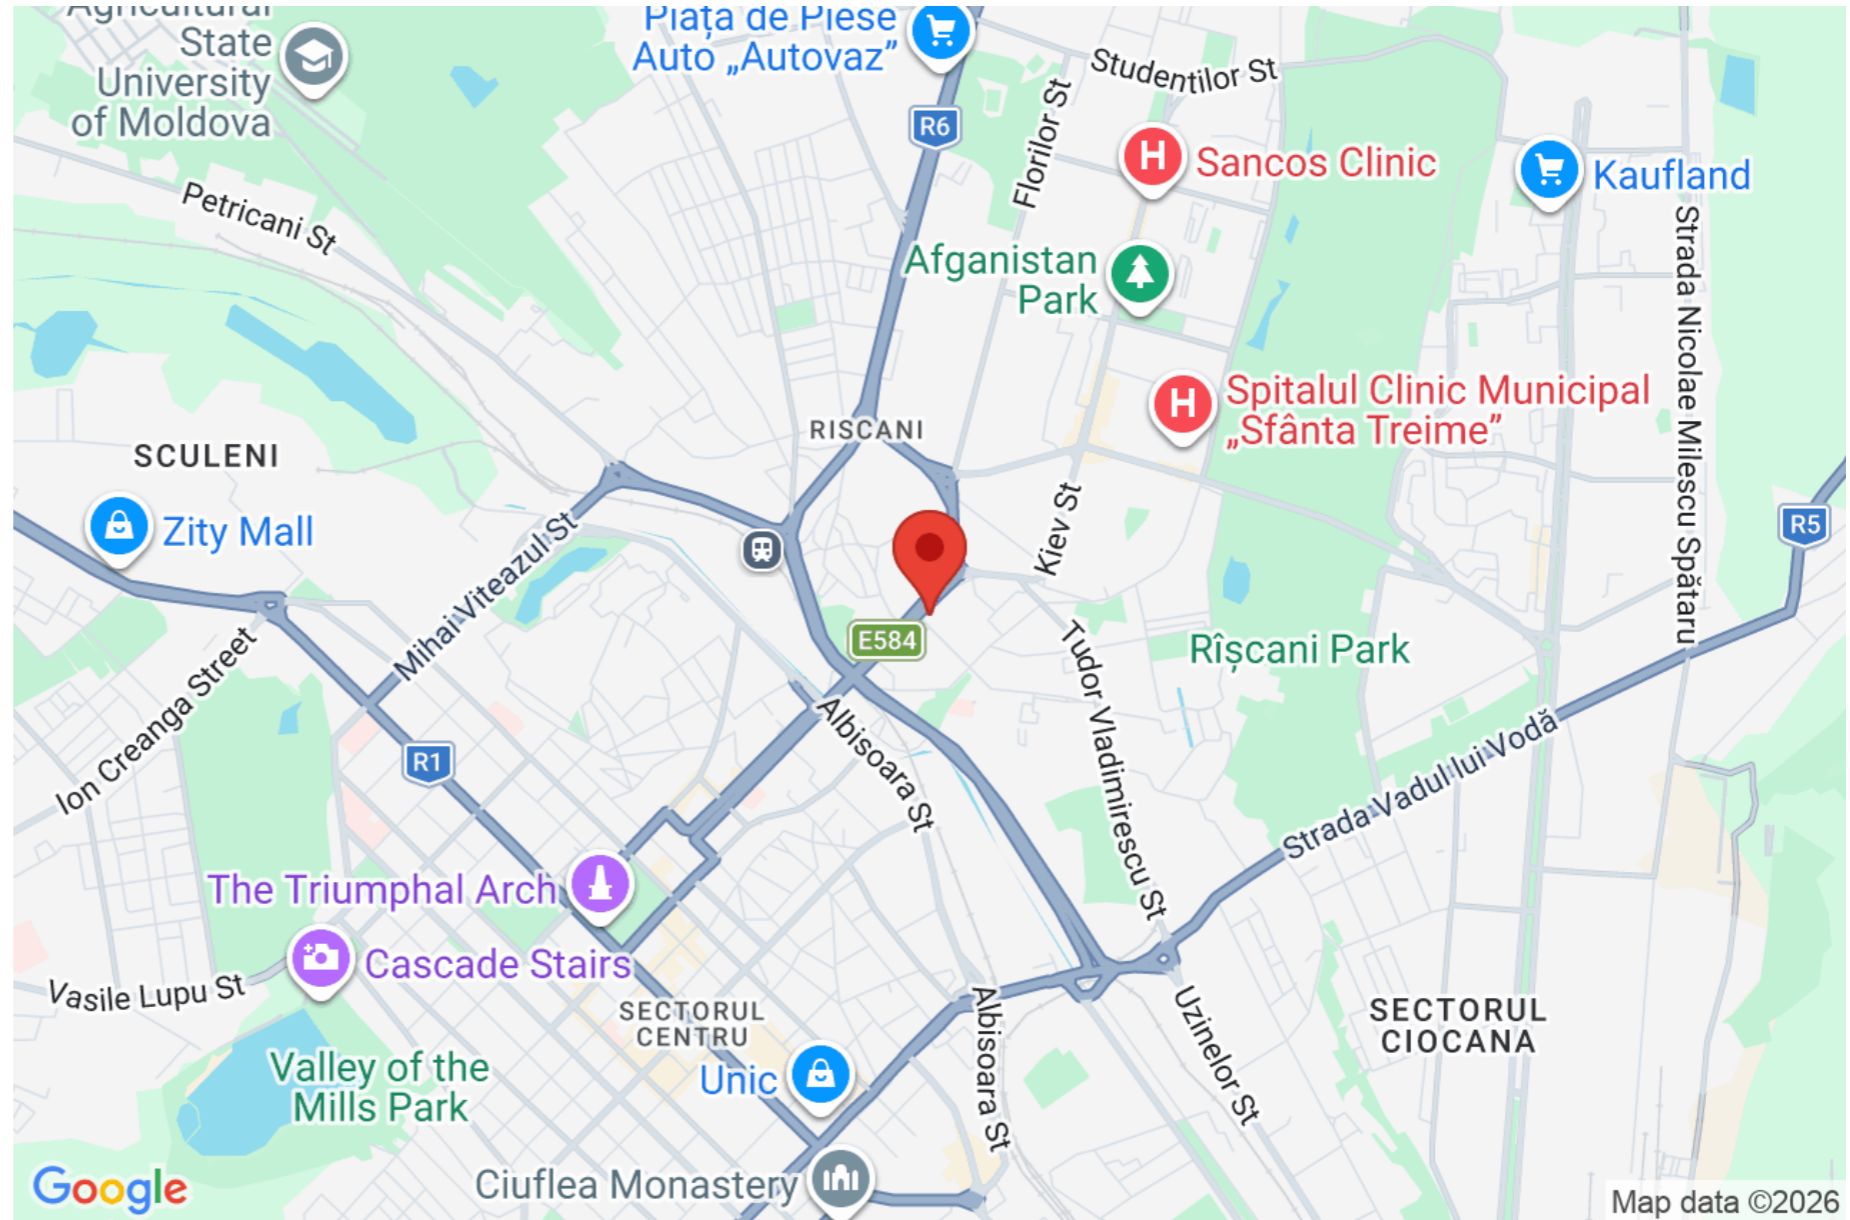 Agricultural
State
University
of Moldova
Piața de Piese
Auto „Autovaz”
R6
Studentilor St
Florilor St
Sancos Clinic
Kaufland
Petricani St
Afganistan
Park
Strada Nicolae Milescu Spătaru
Spitalul Clinic Municipal
„Sfânta Treime”
RISCANI
SCULENI
Zity Mall
Mihai Viteazul St
Kiev St
R5
E584
Rîșcani Park
Ion Creanga Street
Tudor Vladimirescu St
Albisoara St
R1
Strada Vadul lui Vodă
The Triumphal Arch
Cascade Stairs
Vasile Lupu St
SECTORUL
CENTRU
Albisoara St
Uzinelor St
SECTORUL
CIOCANA
Valley of the
Mills Park
Unic
Ciuflea Monastery
Google
Map data ©2026